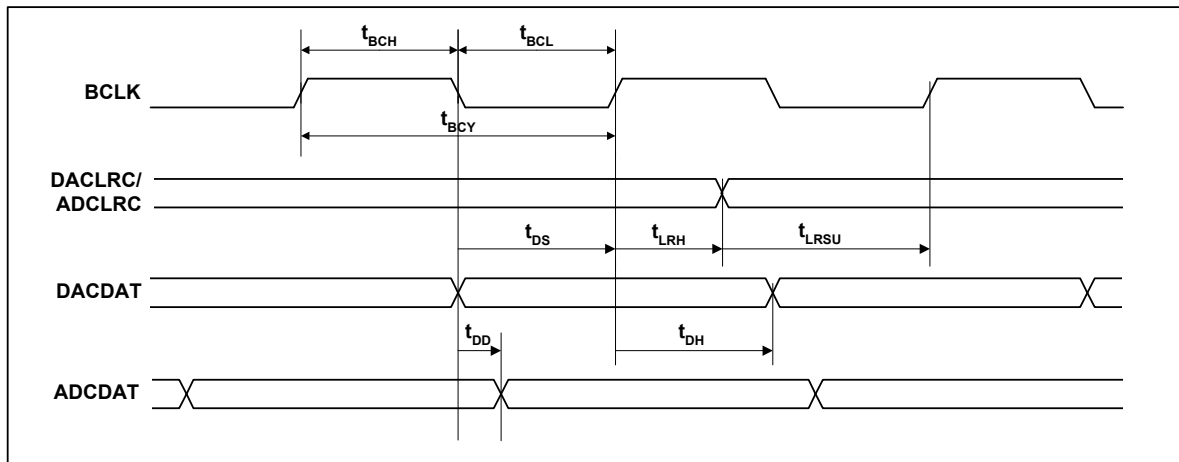 tBCH
tBCL
BCLK
tBCY
DACLRC/
ADCLRC
tDS
tLRH
tLRSU
DACDAT
tDD
tDH
ADCDAT